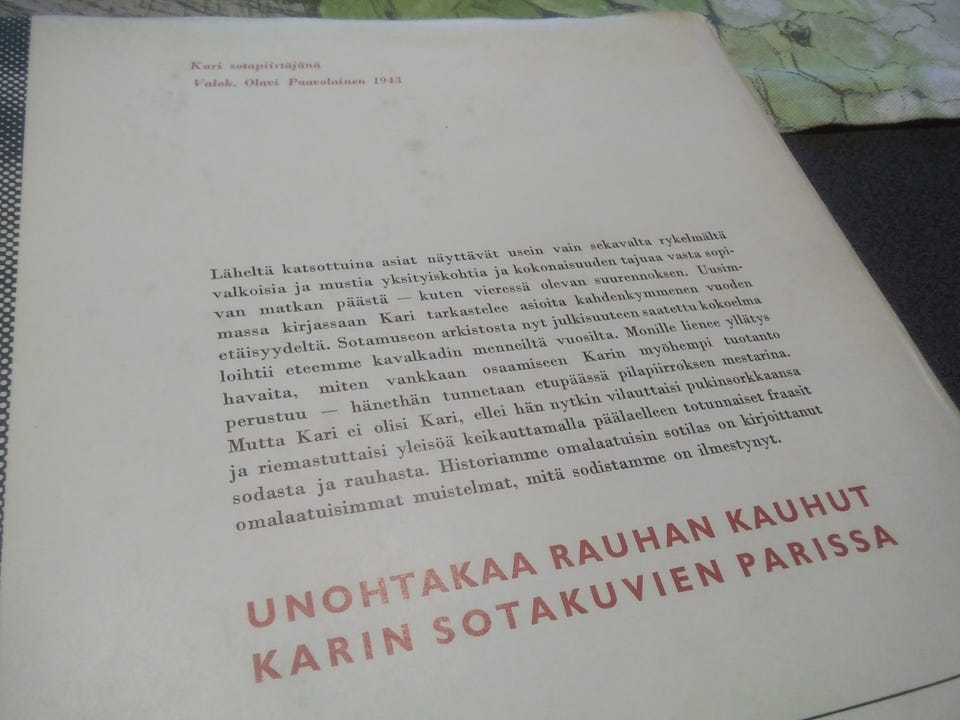 Kari sotapiirtäjänä
Valok. Olavi Paavolainen 1943
Läheltä katsottuina asiat näyttävät usein vain sekavalta rykelmältä
valkoisia ja mustia yksityiskohtia ja kokonaisuuden tajuaa vasta sopi-
van matkan päästä — kuten vieressä olevan suurennoksen. Uusim-
massa kirjassaan Kari tarkastelee asioita kahdenkymmenen vuoden
etäisyydeltä. Sotamuseon arkistosta nyt julkisuuteen saatettu kokoelma
loihtii eteemme kavalkadin menneiltä vuosilta. Monille lienee yllätys
havaita, miten vankkaan osaamiseen Karin myöhempi tuotanto
perustuu — hänethän tunnetaan etupäässä pilapiirroksen mestarina.
Mutta Kari ei olisi Kari, ellei hän nytkin vilauttaisi pukinsorkkaansa
ja riemastuttaisi yleisöä keikauttamalla päälaelleen totunnaiset fraasit
sodasta ja rauhasta. Historiamme omalaatuisin sotilas on kirjoittanut
omalaatuisimmat muistelmat, mitä sodistamme on ilmestynyt.
UNOHTAKAA RAUHAN KAUHUT
KARIN SOTAKUVIEN PARISSA